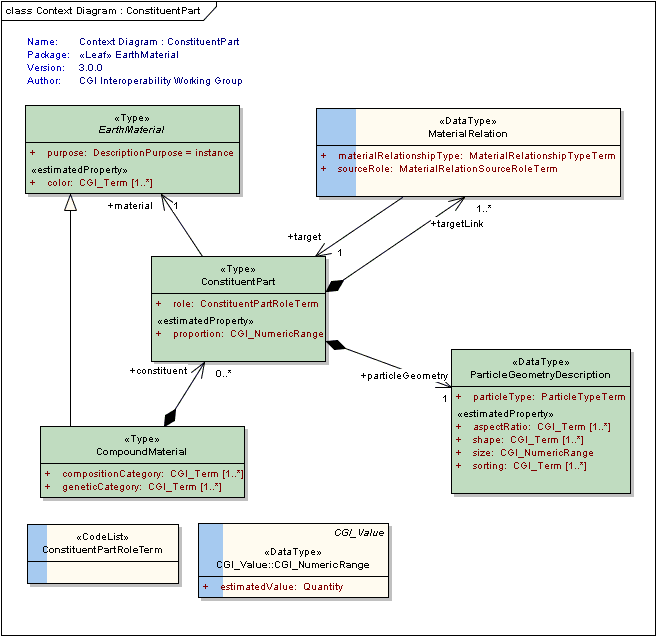 class Context Diagram : ConstituentPart
Name: Context Diagram : ConstituentPart
Package: «Leaf» EarthMaterial
Version: 3.0.0
Author: CGI Interoperability Working Group
«Type»
EarthMaterial
+ purpose: DescriptionPurpose = instance
«estimatedProperty»
+ color: CGI_Term [1..*]
«DataType»
MaterialRelation
+ materialRelationshipType: MaterialRelationshipTypeTerm
+ sourceRole: MaterialRelationSourceRoleTerm
+material
1
1..*
+targetLink
+target
1
«Type»
ConstituentPart
+ role: ConstituentPartRoleTerm
«estimatedProperty»
+ proportion: CGI_NumericRange
+constituent
0..*
+particleGeometry
1
«DataType»
ParticleGeometryDescription
+ particleType: ParticleTypeTerm
«estimatedProperty»
+ aspectRatio: CGI_Term [1..*]
+ shape: CGI_Term [1..*]
+ size: CGI_NumericRange
+ sorting: CGI_Term [1..*]
«Type»
CompoundMaterial
+ compositionCategory: CGI_Term [1..*]
+ geneticCategory: CGI_Term [1..*]
«CodeList»
ConstituentPartRoleTerm
CGI_Value
«DataType»
CGI_Value::CGI_NumericRange
+ estimatedValue: Quantity